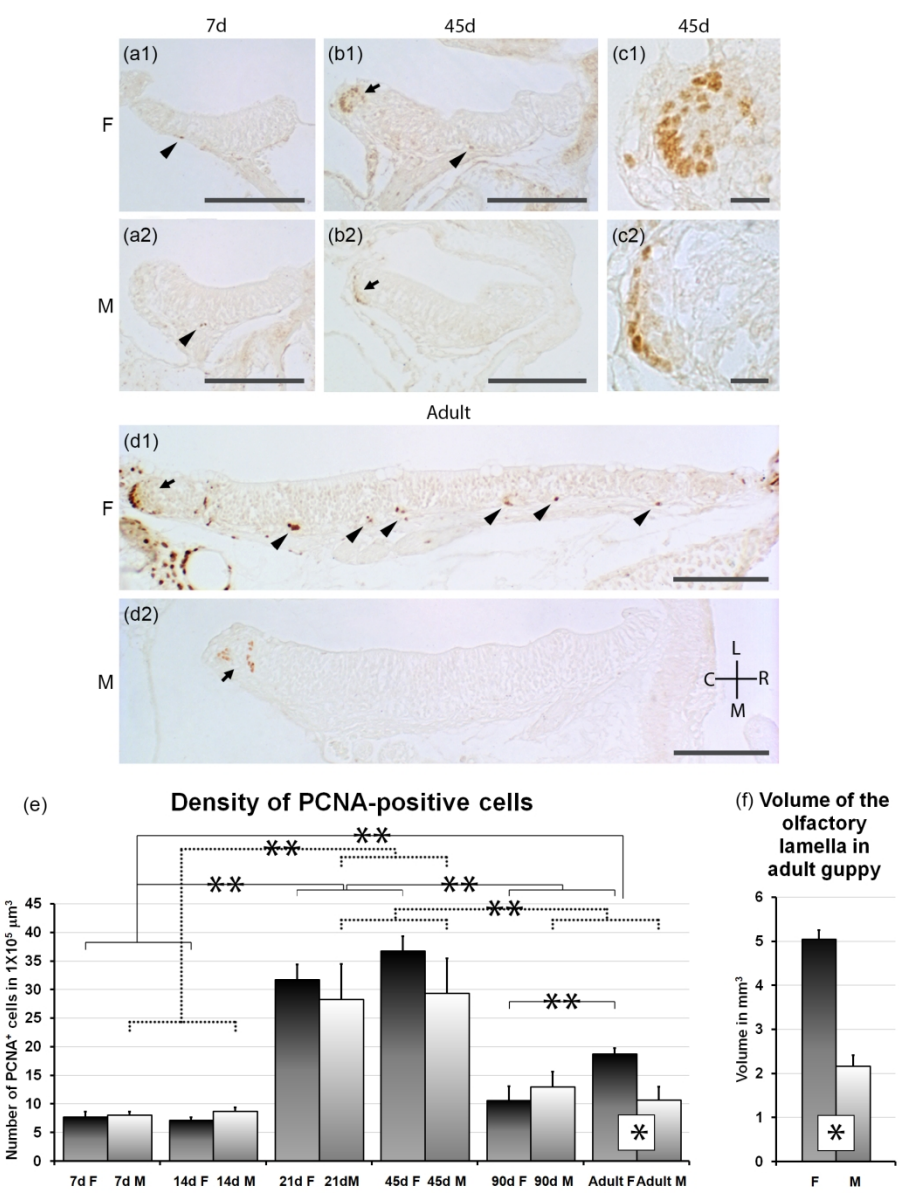 7d 45d 45d
(a1) (b1) (c1)
F
(a2) (b2) (c2)
M
Adult
(d1)
F
(d2)
M
L
C R
M
(e) Density of PCNA-positive cells
**
**
** **
**
**
*
Number of PCNA⁺ cells in 1X10⁵ µm³
45
40
35
30
25
20
15
10
5
0
7d F 7d M 14d F 14d M 21d F 21dM 45d F 45d M 90d F 90d M Adult F Adult M
(f) Volume of the
olfactory
lamella in
adult guppy
Volume in mm³
6
5
4
3
2
1
0
*
F M